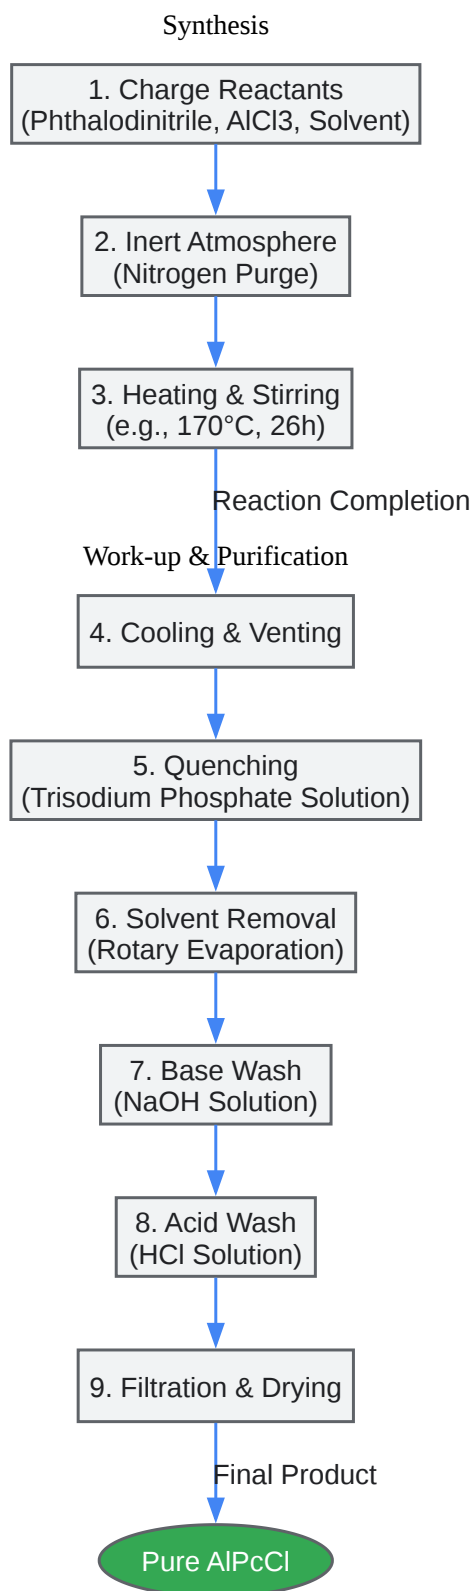 Synthesis
1. Charge Reactants
(Phthalodinitrile, AlCl3, Solvent)
2. Inert Atmosphere
(Nitrogen Purge)
3. Heating & Stirring
(e.g., 170°C, 26h)
Reaction Completion
Work-up & Purification
4. Cooling & Venting
5. Quenching
(Trisodium Phosphate Solution)
6. Solvent Removal
(Rotary Evaporation)
7. Base Wash
(NaOH Solution)
8. Acid Wash
(HCl Solution)
9. Filtration & Drying
Final Product
Pure AlPcCl